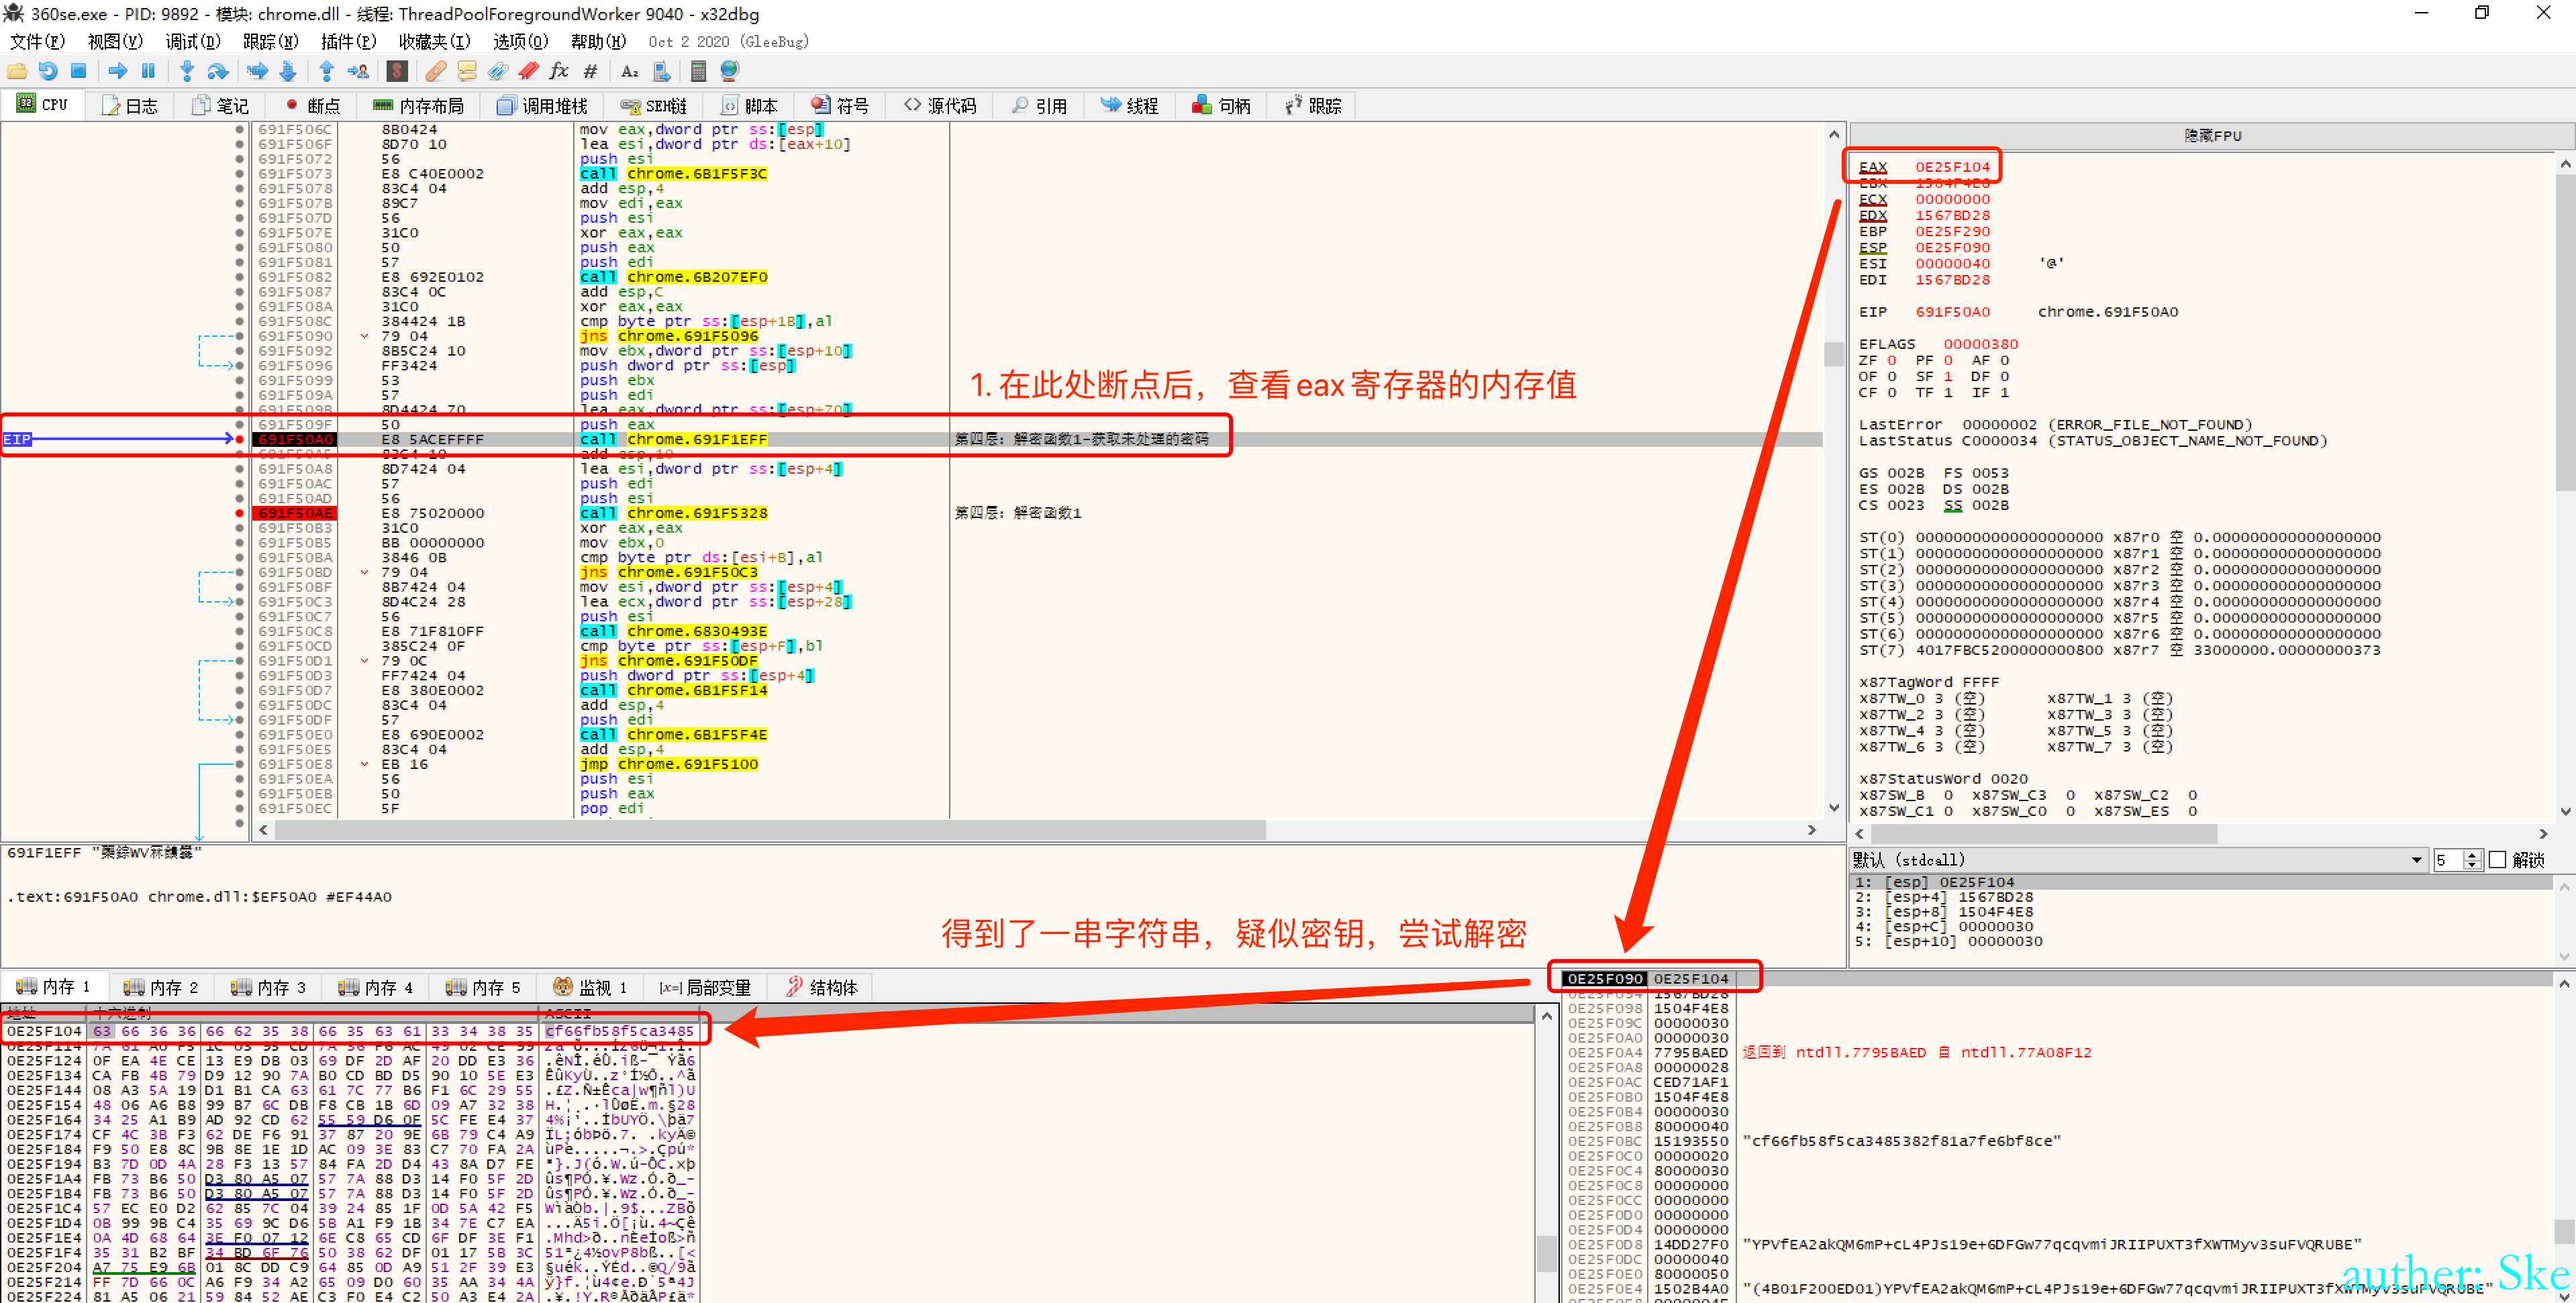 360se.exe - PID: 9892 - 模块: chrome.dll - 线程: ThreadPoolForegroundWorker 9040 - x32dbg
文件(F) 视图(V) 调试(D) 跟踪(N) 插件(P) 收藏夹(I) 选项(O) 帮助(H) Oct 2 2020 (GleeBug)
CPU 日志 笔记 断点 内存布局 调用堆栈 SEH链 脚本 符号 源代码 引用 线程 句柄 跟踪
691F506C 8B0424 mov eax,dword ptr ss:[esp]
691F506F 8D70 10 lea esi,dword ptr ds:[eax+10]
691F5072 56 push esi
691F5073 E8 C40E0002 call chrome.6B1F5F3C
691F5078 83C4 04 add esp,4
691F507B 89C7 mov edi,eax
691F507D 56 push esi
691F507E 31C0 xor eax,eax
691F5080 50 push eax
691F5081 57 push edi
691F5082 E8 692E0102 call chrome.6B207EF0
691F5087 83C4 0C add esp,C
691F508A 31C0 xor eax,eax
691F508C 384424 1B cmp byte ptr ss:[esp+1B],al
691F5090 79 04 jns chrome.691F5096
691F5092 8B5C24 10 mov ebx,dword ptr ss:[esp+10]
691F5096 FF3424 push dword ptr ss:[esp]
691F5099 53 push ebx
691F509A 57 push edi
691F509B 8D4424 70 lea eax,dword ptr ss:[esp+70]
691F509F 50 push eax
EIP 691F50A0 E8 5ACEFFFF call chrome.691F1EFF 第四层: 解密函数1-获取未处理的密码
691F50A5 83C4 10 add esp,10
691F50A8 8D7424 04 lea esi,dword ptr ss:[esp+4]
691F50AC 57 push edi
691F50AD 56 push esi
691F50AE E8 75020000 call chrome.691F5328 第四层: 解密函数1
691F50B3 31C0 xor eax,eax
691F50B5 BB 00000000 mov ebx,0
691F50BA 3846 0B cmp byte ptr ds:[esi+B],al
691F50BD 79 04 jns chrome.691F50C3
691F50BF 8B7424 04 mov esi,dword ptr ss:[esp+4]
691F50C3 8D4C24 28 lea ecx,dword ptr ss:[esp+28]
691F50C7 56 push esi
691F50C8 E8 71F810FF call chrome.6830493E
691F50CD 385C24 0F cmp byte ptr ss:[esp+F],bl
691F50D1 79 0C jns chrome.691F50DF
691F50D3 FF7424 04 push dword ptr ss:[esp+4]
691F50D7 E8 380E0002 call chrome.6B1F5F14
691F50DC 83C4 04 add esp,4
691F50DF 57 push edi
691F50E0 E8 690E0002 call chrome.6B1F5F4E
691F50E5 83C4 04 add esp,4
691F50E8 EB 16 jmp chrome.691F5100
691F50EA 56 push esi
691F50EB 50 push eax
691F50EC 5F pop edi
1. 在此处断点后，查看eax寄存器的内存值
隐藏FPU
EAX 0E25F104
EBX 1504F4E8
ECX 00000000
EDX 1567BD28
EBP 0E25F290
ESP 0E25F090
ESI 00000040 '@'
EDI 1567BD28
EIP 691F50A0 chrome.691F50A0
EFLAGS 00000380
ZF 0 PF 0 AF 0
OF 0 SF 1 DF 0
CF 0 TF 1 IF 1
LastError 00000002 (ERROR_FILE_NOT_FOUND)
LastStatus C0000034 (STATUS_OBJECT_NAME_NOT_FOUND)
GS 002B FS 0053
ES 002B DS 002B
CS 0023 SS 002B
ST(0) 00000000000000000000 x87r0 空 0.000000000000000000
ST(1) 00000000000000000000 x87r1 空 0.000000000000000000
ST(2) 00000000000000000000 x87r2 空 0.000000000000000000
ST(3) 00000000000000000000 x87r3 空 0.000000000000000000
ST(4) 00000000000000000000 x87r4 空 0.000000000000000000
ST(5) 00000000000000000000 x87r5 空 0.000000000000000000
ST(6) 00000000000000000000 x87r6 空 0.000000000000000000
ST(7) 4017FBC5200000000800 x87r7 空 33000000.00000000373
x87TagWord FFFF
x87TW_0 3 (空) x87TW_1 3 (空)
x87TW_2 3 (空) x87TW_3 3 (空)
x87TW_4 3 (空) x87TW_5 3 (空)
x87TW_6 3 (空) x87TW_7 3 (空)
x87StatusWord 0020
x87SW_B 0 x87SW_C3 0 x87SW_C2 0
x87SW_C1 0 x87SW_C0 0 x87SW_ES 0
691F1EFF
.text:691F50A0 chrome.dll:$EF50A0 #EF44A0
默认 (stdcall) 5 解锁
1: [esp] 0E25F104
2: [esp+4] 1567BD28
3: [esp+8] 1504F4E8
4: [esp+C] 00000030
5: [esp+10] 00000030
得到了一串字符串，疑似密钥，尝试解密
内存 1 内存 2 内存 3 内存 4 内存 5 监视 1 [x=] 局部变量 结构体
地址 十六进制 ASCII
0E25F104 63 66 36 36 66 62 35 38 66 35 63 61 33 34 38 35 cf66fb58f5ca3485
0E25F114 7A 61 A0 F5 1C 03 95 CD 7A 36 F6 AC 49 02 CE 99
0E25F124 0F EA 4E CE 13 E9 DB 03 69 DF 2D AF 20 DD E3 36
0E25F134 CA FB 4B 79 D9 12 90 7A B0 CD BD D5 90 10 5E E3
0E25F144 08 A3 5A 19 D1 B1 CA 63 61 7C 77 B6 F1 6C 29 55
0E25F154 48 06 A6 B8 99 B7 6C DB F8 CB 1B 6D 09 A7 32 38
0E25F164 34 25 A1 B9 AD 92 CD 62 55 59 D6 0F 5C FE E4 37
0E25F174 CF 4C 3B F3 62 DE F6 91 37 87 20 9E 6B 79 C4 A9
0E25F184 F9 50 E8 8C 9B 8E 1E 1D AC 09 3E 83 C7 70 FA 2A
0E25F194 B3 7D 0D 4A 28 F3 13 57 84 FA 2D D4 43 8A D7 FE
0E25F1A4 FB 73 B6 50 D3 80 A5 07 57 7A 88 D3 14 F0 5F 2D
0E25F1B4 FB 73 B6 50 D3 80 A5 07 57 7A 88 D3 14 F0 5F 2D
0E25F1C4 57 EC E0 D2 62 85 7C 04 39 24 85 1F 0D 5A 42 F5
0E25F1D4 0B 99 9B C4 35 69 9C D6 5B A1 F9 1B 34 7E C7 EA
0E25F1E4 0A 4D 68 64 3E F0 07 12 6E C8 65 CD 6F DF 3E F1
0E25F1F4 35 31 B2 BF 34 BD 6F 76 50 38 62 DF 01 17 5B 3C
0E25F204 A7 75 E9 6B 01 8C DD C9 64 85 0D A9 51 2F 39 E3
0E25F214 FF 7D 66 0C A6 F9 34 A2 65 09 D0 60 35 AA 34 4A
0E25F224 81 A5 06 21 59 84 52 AE C3 F0 E4 C2 50 A3 E4 2A
0E25F090 0E25F104
0E25F094 1567BD28
0E25F098 1504F4E8
0E25F09C 00000030
0E25F0A0 00000030
0E25F0A4 7795BAED 返回到 ntdll.7795BAED 自 ntdll.77A08F12
0E25F0A8 00000028
0E25F0AC CED71AF1
0E25F0B0 1504F4E8
0E25F0B4 00000030
0E25F0B8 80000040
0E25F0BC 15193550 "cf66fb58f5ca3485382f81a7fe6bf8ce"
0E25F0C0 00000020
0E25F0C4 80000030
0E25F0C8 00000000
0E25F0CC 00000000
0E25F0D0 00000000
0E25F0D4 00000000
0E25F0D8 14DD27F0 "YPVfEA2akQM6mP+cL4PJs19e+6DFGw77qcqvmiJRIIPUXT3fXWTMyv3suFVQRUBE"
0E25F0DC 00000040
0E25F0E0 80000050
0E25F0E4 1502B4A0 "(4B01F200ED01)YPVfEA2akQM6mP+cL4PJs19e+6DFGw77qcqvmiJRIIPUXT3fXWTMyv3suFVQRUBE"
auther: Ske